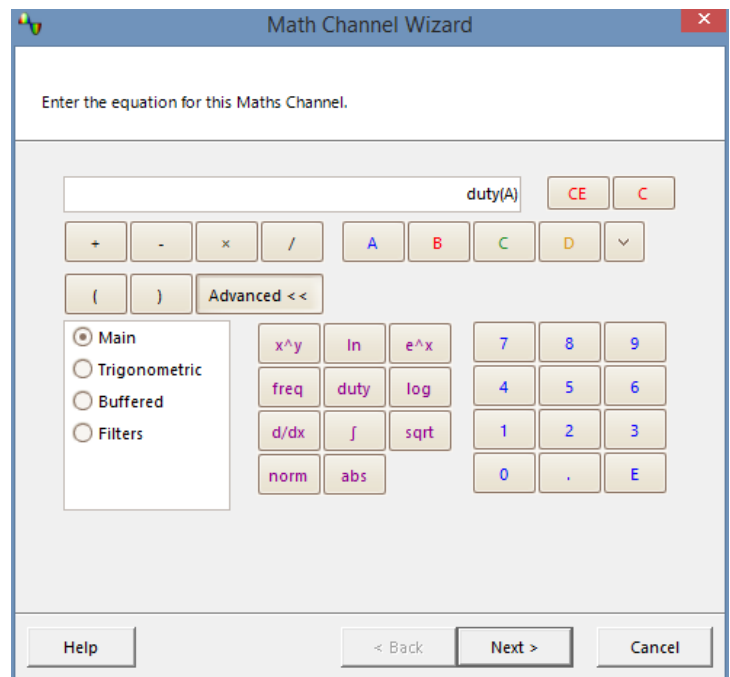 Math Channel Wizard
Enter the equation for this Maths Channel.
duty(A) CE C
+ - × / A B C D
( ) Advanced <<
Main
Trigonometric
Buffered
Filters
x^y ln e^x
freq duty log
d/dx ∫ sqrt
norm abs
7 8 9
4 5 6
1 2 3
0 . E
Help < Back Next > Cancel